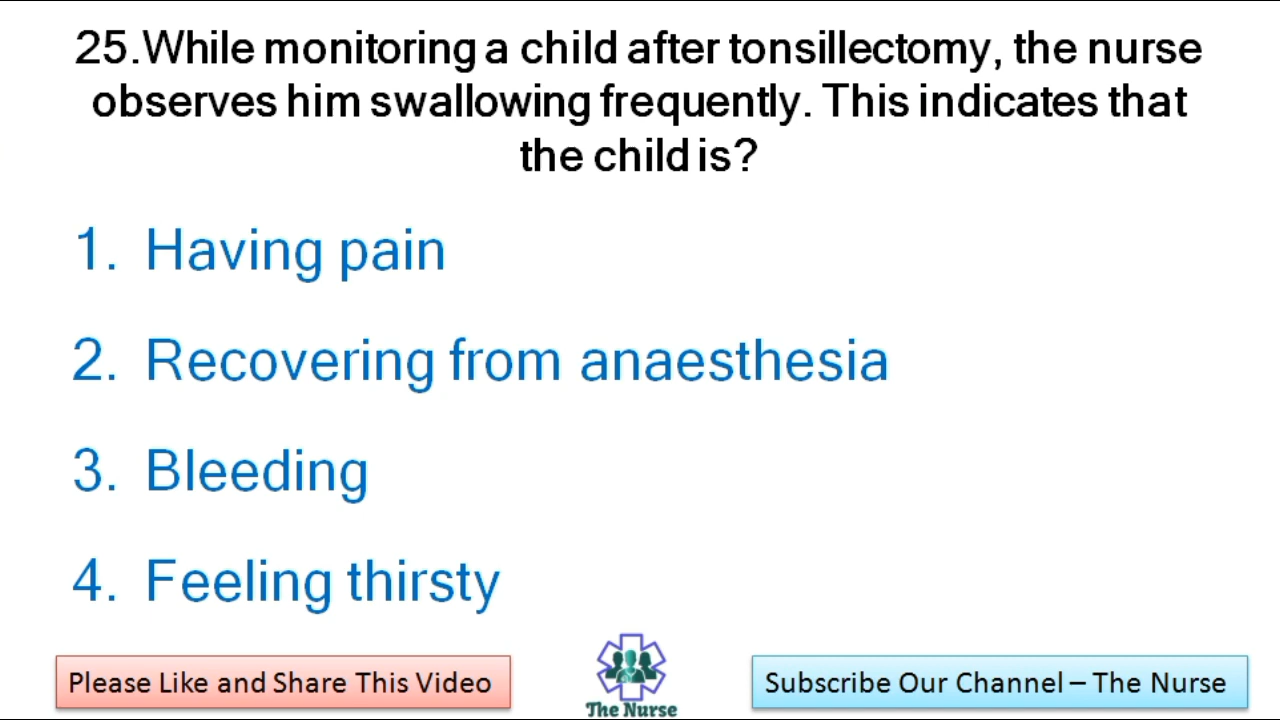 25.While monitoring a child after tonsillectomy, the nurse
observes him swallowing frequently. This indicates that
the child is?
1. Having pain
2. Recovering from anaesthesia
3. Bleeding
4. Feeling thirsty
Please Like and Share This Video
The Nurse
Subscribe Our Channel – The Nurse